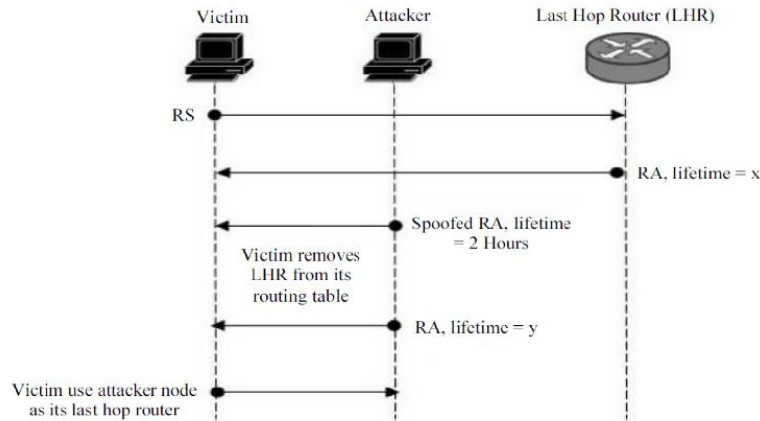 Victim
Attacker
Last Hop Router (LHR)
RS
RA, lifetime = x
Spoofed RA, lifetime
= 2 Hours
Victim removes
LHR from its
routing table
RA, lifetime = y
Victim use attacker node
as its last hop router